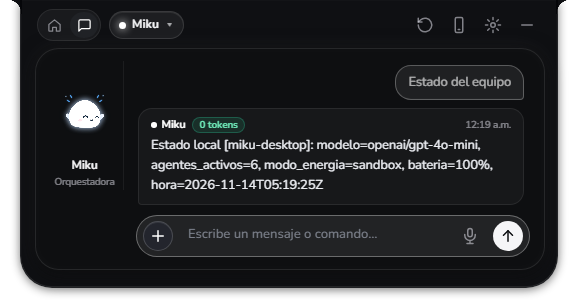 Miku
Estado del equipo
Miku 0 tokens 12:19 a.m.
Estado local [miku-desktop]: modelo=openai/gpt-4o-mini,
agentes_activos=6, modo_energia=sandbox, bateria=100%,
hora=2026-11-14T05:19:25Z
Miku
Orquestadora
Escribe un mensaje o comando...